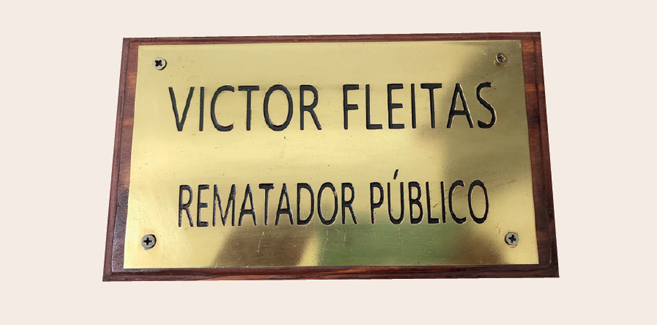 VICTOR FLEITAS
REMATADOR PÚBLICO